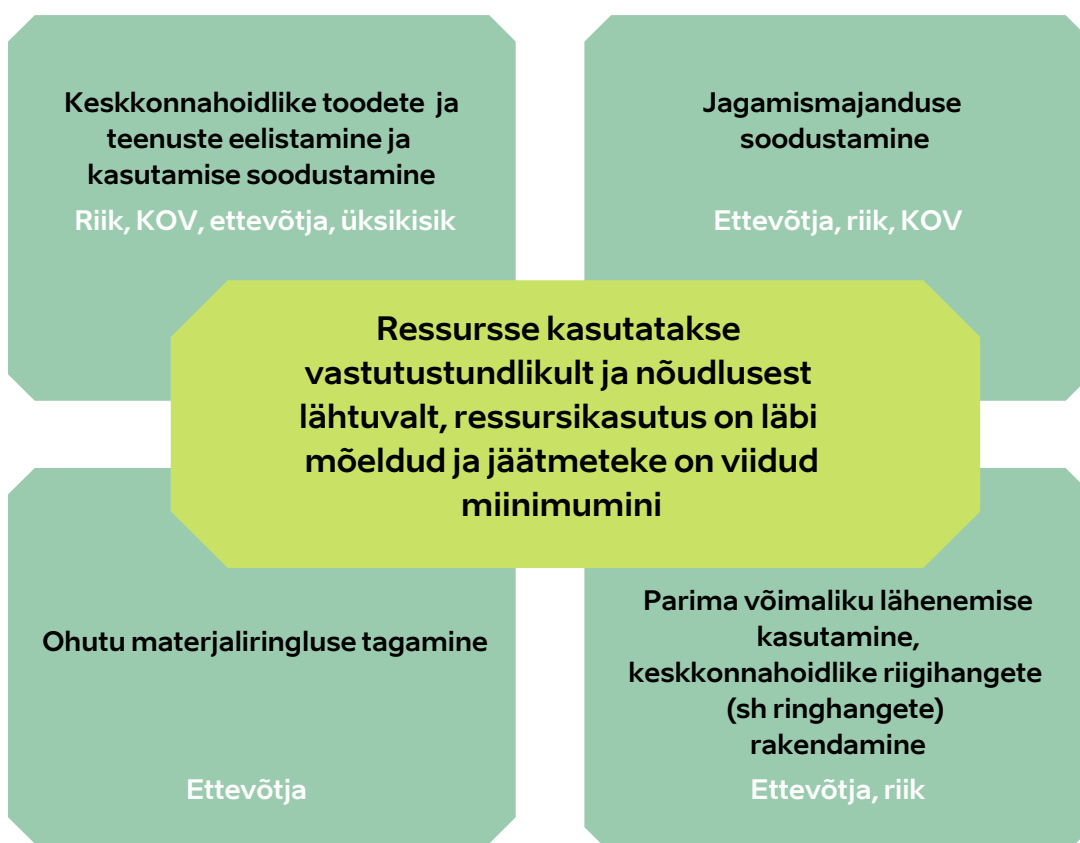 Keskkonnahoidlike toodete ja
teenuste eelistamine ja
kasutamise soodustamine
Riik, KOV, ettevõtja, üksikisik
Jagamismajanduse
soodustamine
Ettevõtja, riik, KOV
Ressursse kasutatakse
vastutustundlikult ja nõudlusest
lähtuvalt, ressursikasutus on läbi
mõeldud ja jäätmeteke on viidud
miinimumini
Ohutu materjaliringluse tagamine
Ettevõtja
Parima võimaliku lähenemise
kasutamine,
keskkonnahoidlike riigihangete
(sh ringhangete)
rakendamine
Ettevõtja, riik